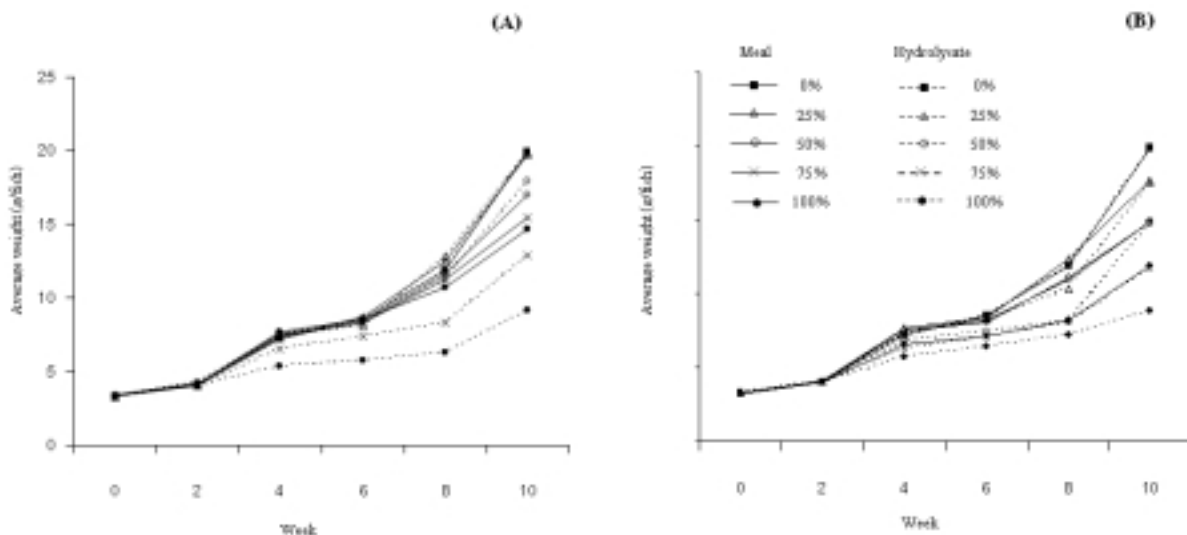 (A)
(B)
Meal Hydrolysate
0% 0%
25% 25%
50% 50%
75% 75%
100% 100%
25
20
15
10
5
0
Average weight (g/fish)
0 2 4 6 8 10
Week
Average weight (g/fish)
0 2 4 6 8 10
Week